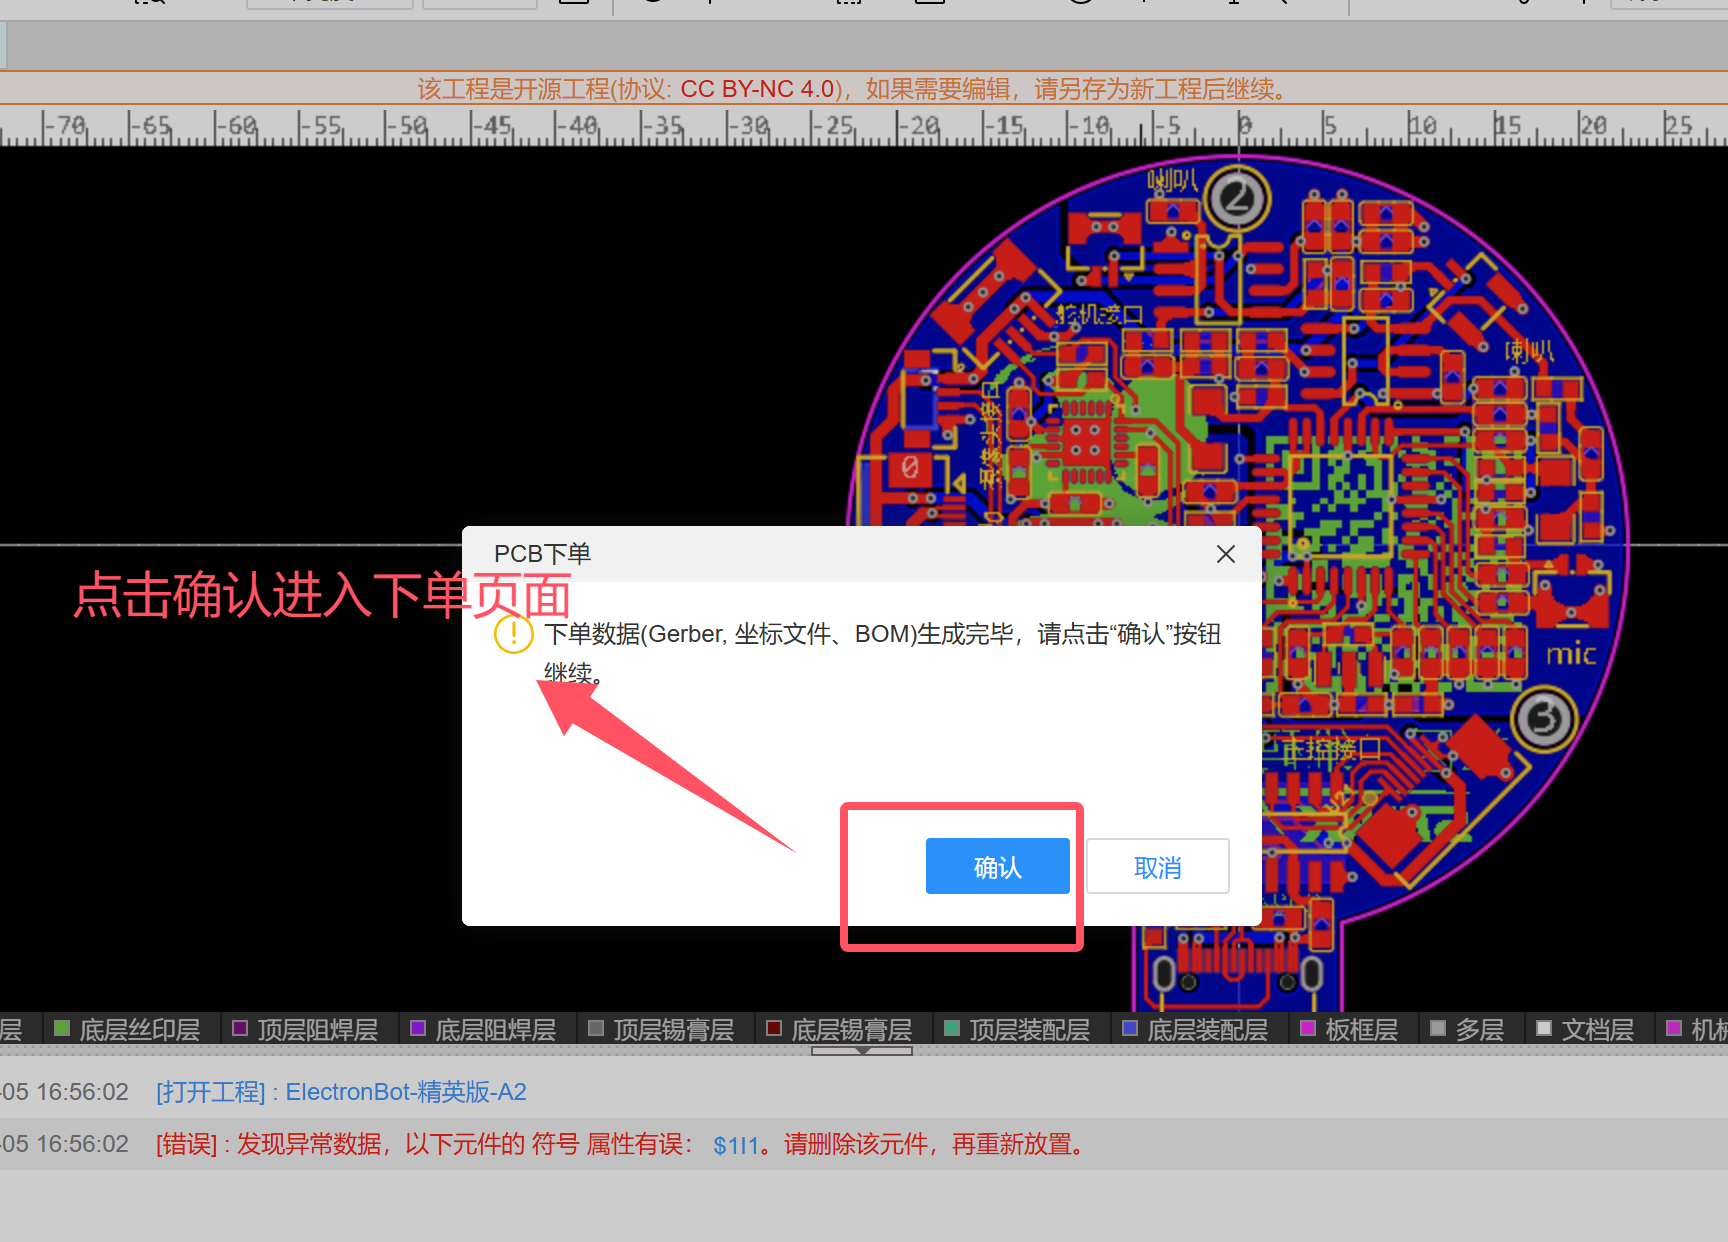 该工程是开源工程(协议: CC BY-NC 4.0)，如果需要编辑，请另存为新工程后继续。
-70 -65 -60 -55 -50 -45 -40 -35 -30 -25 -20 -15 -10 -5 0 5 10 15 20 25
喇叭
2
舵机接口
喇叭
0
PCB下单
点击确认进入下单页面
下单数据(Gerber, 坐标文件、BOM)生成完毕，请点击“确认”按钮
继续。
mic
3
确认
取消
层 底层丝印层 顶层阻焊层 底层阻焊层 顶层锡膏层 底层锡膏层 顶层装配层 底层装配层 板框层 多层 文档层 机械
-05 16:56:02 [打开工程] : ElectronBot-精英版-A2
-05 16:56:02 [错误] : 发现异常数据，以下元件的 符号 属性有误： $1I1。请删除该元件，再重新放置。